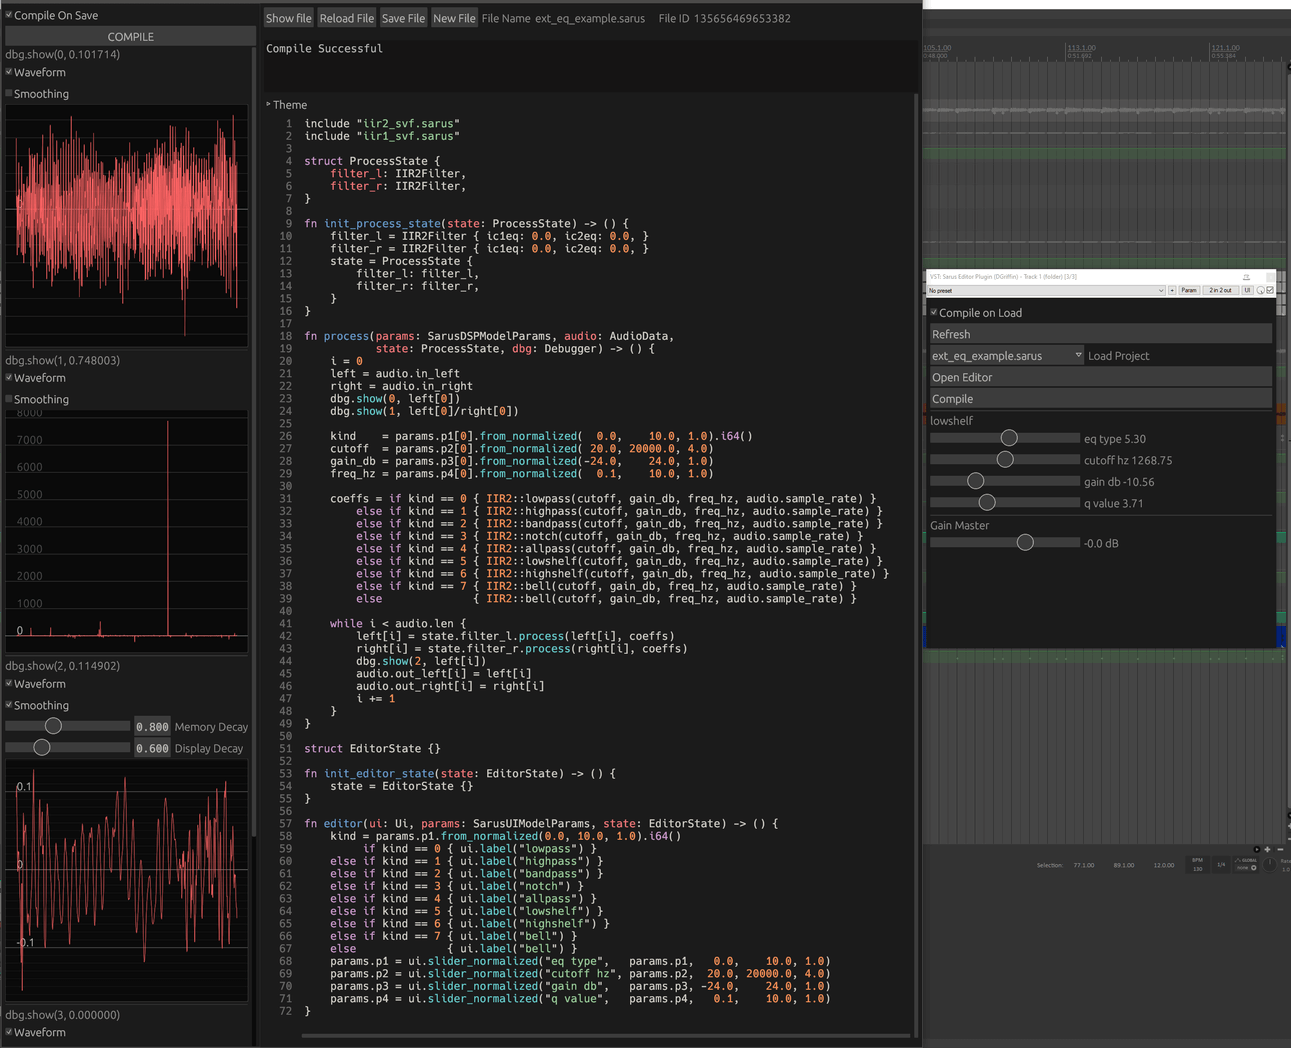 Compile On Save
COMPILE
dbg.show(0, 0.101714)
Waveform
Smoothing
0
dbg.show(1, 0.748003)
Waveform
Smoothing
8000
7000
6000
5000
4000
3000
2000
1000
0
dbg.show(2, 0.114902)
Waveform
Smoothing
0.800 Memory Decay
0.600 Display Decay
0.1
0
-0.1
dbg.show(3, 0.000000)
Waveform
Show file Reload File Save File New File File Name ext_eq_example.sarus File ID 135656469653382
Compile Successful
Theme
1 include "iir2_svf.sarus"
2 include "iir1_svf.sarus"
3
4 struct ProcessState {
5     filter_l: IIR2Filter,
6     filter_r: IIR2Filter,
7 }
8
9 fn init_process_state(state: ProcessState) -> () {
10     filter_l = IIR2Filter { ic1eq: 0.0, ic2eq: 0.0, }
11     filter_r = IIR2Filter { ic1eq: 0.0, ic2eq: 0.0, }
12     state = ProcessState {
13         filter_l: filter_l,
14         filter_r: filter_r,
15     }
16 }
17
18 fn process(params: SarusDSPModelParams, audio: AudioData,
19            state: ProcessState, dbg: Debugger) -> () {
20     i = 0
21     left = audio.in_left
22     right = audio.in_right
23     dbg.show(0, left[0])
24     dbg.show(1, left[0]/right[0])
25
26     kind    = params.p1[0].from_normalized(  0.0,     10.0, 1.0).i64()
27     cutoff  = params.p2[0].from_normalized( 20.0, 20000.0, 4.0)
28     gain_db = params.p3[0].from_normalized(-24.0,    24.0, 1.0)
29     freq_hz = params.p4[0].from_normalized(  0.1,    10.0, 1.0)
30
31     coeffs = if kind == 0 { IIR2::lowpass(cutoff, gain_db, freq_hz, audio.sample_rate) }
32         else if kind == 1 { IIR2::highpass(cutoff, gain_db, freq_hz, audio.sample_rate) }
33         else if kind == 2 { IIR2::bandpass(cutoff, gain_db, freq_hz, audio.sample_rate) }
34         else if kind == 3 { IIR2::notch(cutoff, gain_db, freq_hz, audio.sample_rate) }
35         else if kind == 4 { IIR2::allpass(cutoff, gain_db, freq_hz, audio.sample_rate) }
36         else if kind == 5 { IIR2::lowshelf(cutoff, gain_db, freq_hz, audio.sample_rate) }
37         else if kind == 6 { IIR2::highshelf(cutoff, gain_db, freq_hz, audio.sample_rate) }
38         else if kind == 7 { IIR2::bell(cutoff, gain_db, freq_hz, audio.sample_rate) }
39         else              { IIR2::bell(cutoff, gain_db, freq_hz, audio.sample_rate) }
40
41     while i < audio.len {
42         left[i] = state.filter_l.process(left[i], coeffs)
43         right[i] = state.filter_r.process(right[i], coeffs)
44         dbg.show(2, left[i])
45         audio.out_left[i] = left[i]
46         audio.out_right[i] = right[i]
47         i += 1
48     }
49 }
50
51 struct EditorState {}
52
53 fn init_editor_state(state: EditorState) -> () {
54     state = EditorState {}
55 }
56
57 fn editor(ui: Ui, params: SarusUIModelParams, state: EditorState) -> () {
58     kind = params.p1.from_normalized(0.0, 10.0, 1.0).i64()
59          if kind == 0 { ui.label("lowpass") }
60     else if kind == 1 { ui.label("highpass") }
61     else if kind == 2 { ui.label("bandpass") }
62     else if kind == 3 { ui.label("notch") }
63     else if kind == 4 { ui.label("allpass") }
64     else if kind == 5 { ui.label("lowshelf") }
65     else if kind == 6 { ui.label("highshelf") }
66     else if kind == 7 { ui.label("bell") }
67     else              { ui.label("bell") }
68     params.p1 = ui.slider_normalized("eq type",   params.p1,   0.0,    10.0, 1.0)
69     params.p2 = ui.slider_normalized("cutoff hz", params.p2,  20.0, 20000.0, 4.0)
70     params.p3 = ui.slider_normalized("gain db",   params.p3, -24.0,    24.0, 1.0)
71     params.p4 = ui.slider_normalized("q value",   params.p4,   0.1,    10.0, 1.0)
72 }
105.1.00 113.1.00 121.1.00
0:48.000 0:51.692 0:55.384
VST: Sarus Editor Plugin (DGriffin) - Track 1 (folder) [3/3]
No preset + Param 2 in 2 out UI
Compile on Load
Refresh
ext_eq_example.sarus Load Project
Open Editor
Compile
lowshelf
eq type 5.30
cutoff hz 1268.75
gain db -10.56
q value 3.71
Gain Master
-0.0 dB
Selection: 77.1.00 89.1.00 12.0.00 BPM 130 1/4 GLOBAL none